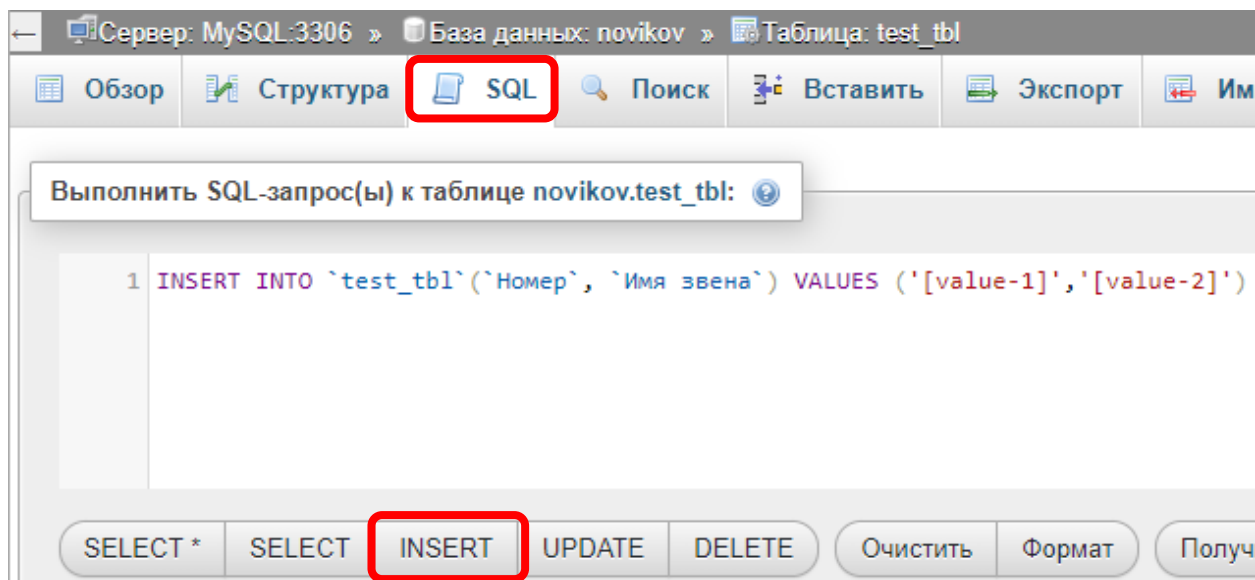 ← Сервер: MySQL:3306 » База данных: novikov » Таблица: test_tbl
Обзор Структура SQL Поиск Вставить Экспорт Им
Выполнить SQL-запрос(ы) к таблице novikov.test_tbl:
1 INSERT INTO `test_tbl`(`Номер`, `Имя звена`) VALUES ('[value-1]','[value-2]')
SELECT * SELECT INSERT UPDATE DELETE Очистить Формат Получ